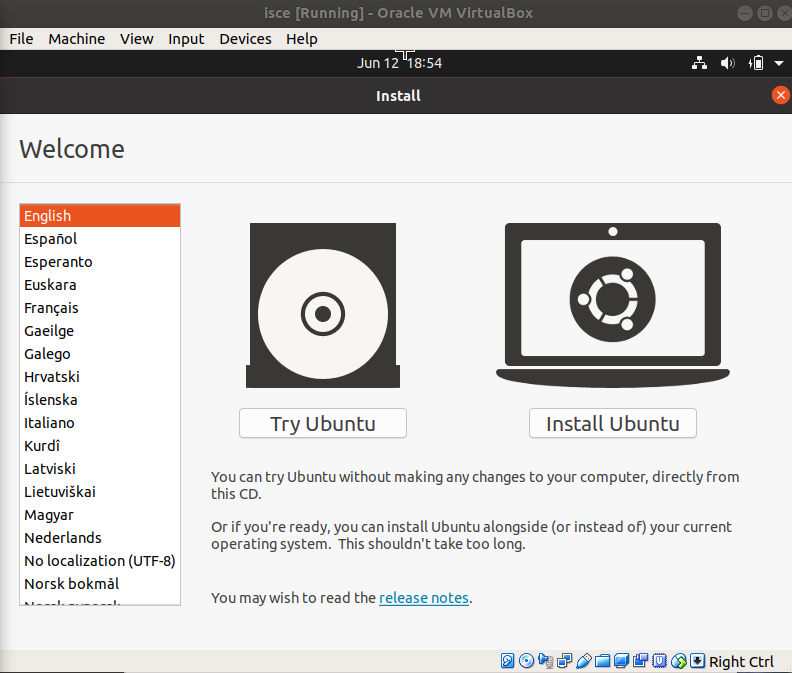 isce [Running] - Oracle VM VirtualBox
File Machine View Input Devices Help
Jun 12 18:54
Install
Welcome
English
Español
Esperanto
Euskara
Français
Gaeilge
Galego
Hrvatski
Íslenska
Italiano
Kurdî
Latviski
Lietuviškai
Magyar
Nederlands
No localization (UTF-8)
Norsk bokmål
Norsk nynorsk
Try Ubuntu
Install Ubuntu
You can try Ubuntu without making any changes to your computer, directly from
this CD.
Or if you're ready, you can install Ubuntu alongside (or instead of) your current
operating system. This shouldn't take too long.
You may wish to read the release notes.
Right Ctrl